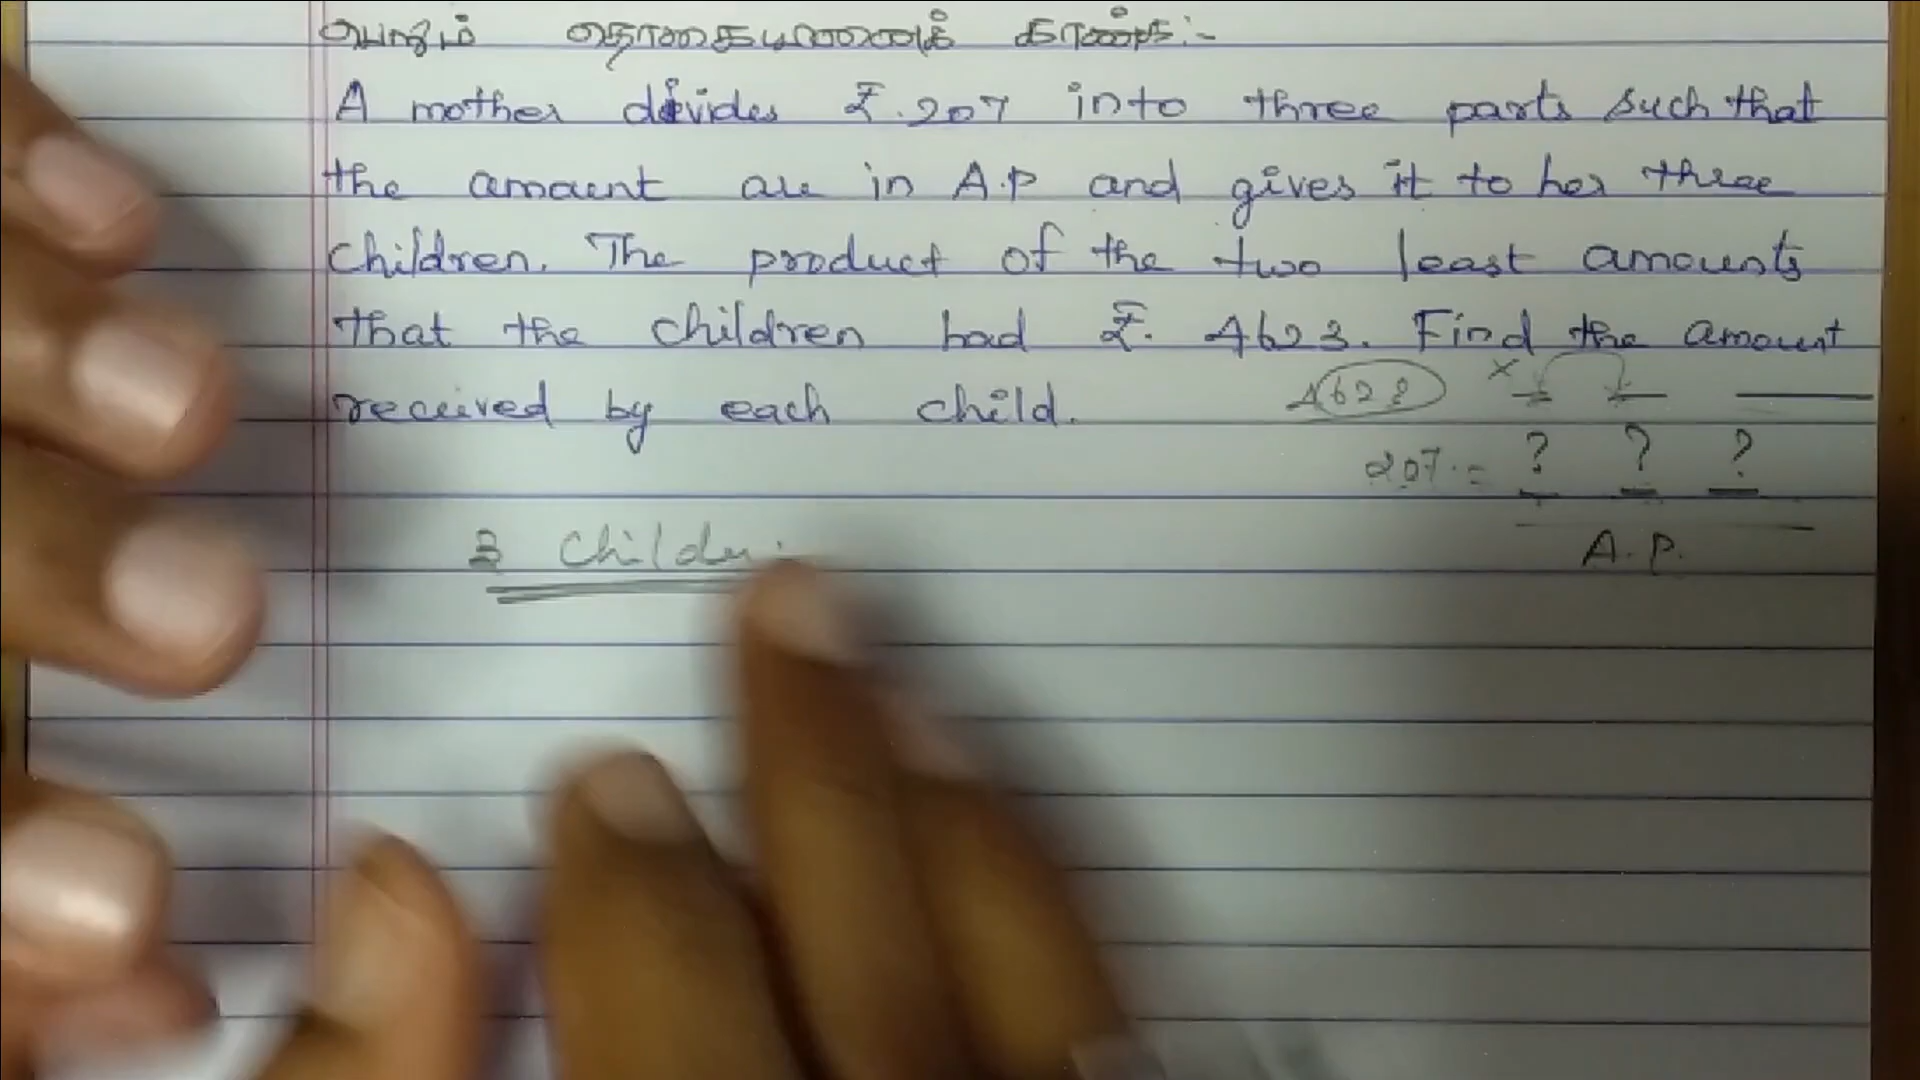 பெறும் தொகையினைக் காண்க:-
A mother divides ₹.207 into three parts such that
the amount are in A.P and gives it to her three
children. The product of the two least amounts
that the children had ₹. 4623. Find the amount
received by each child.
4623 x
207 = ? ? ?
3 Children
A.P.